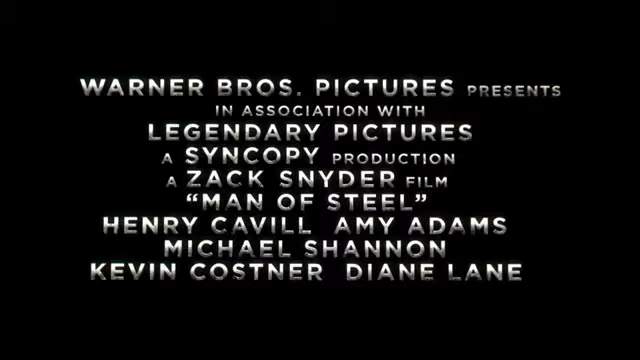 WARNER BROS. PICTURES PRESENTS
IN ASSOCIATION WITH
LEGENDARY PICTURES
A SYNCOPY PRODUCTION
A ZACK SNYDER FILM
“MAN OF STEEL”
HENRY CAVILL AMY ADAMS
MICHAEL SHANNON
KEVIN COSTNER DIANE LANE